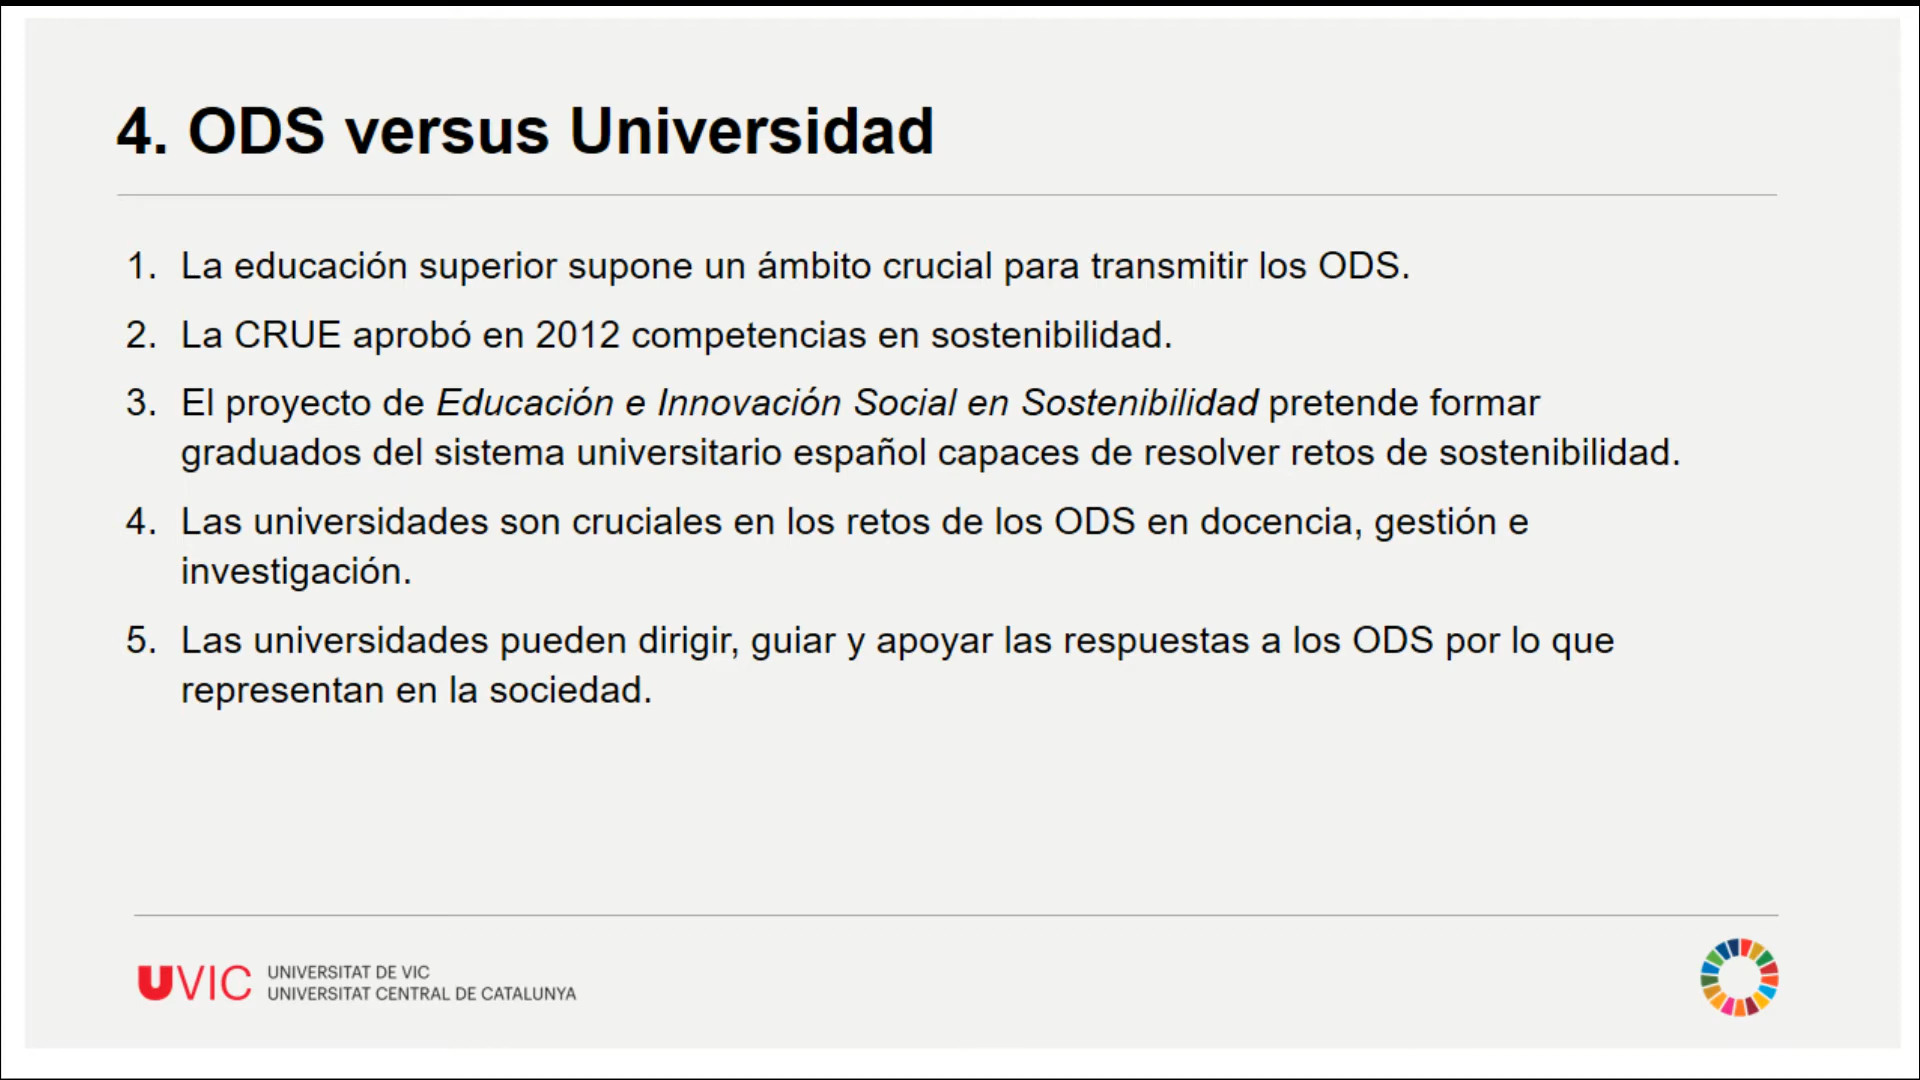 4. ODS versus Universidad
1. La educación superior supone un ámbito crucial para transmitir los ODS.
2. La CRUE aprobó en 2012 competencias en sostenibilidad.
3. El proyecto de Educación e Innovación Social en Sostenibilidad pretende formar
graduados del sistema universitario español capaces de resolver retos de sostenibilidad.
4. Las universidades son cruciales en los retos de los ODS en docencia, gestión e
investigación.
5. Las universidades pueden dirigir, guiar y apoyar las respuestas a los ODS por lo que
representan en la sociedad.
UVIC
UNIVERSITAT DE VIC
UNIVERSITAT CENTRAL DE CATALUNYA